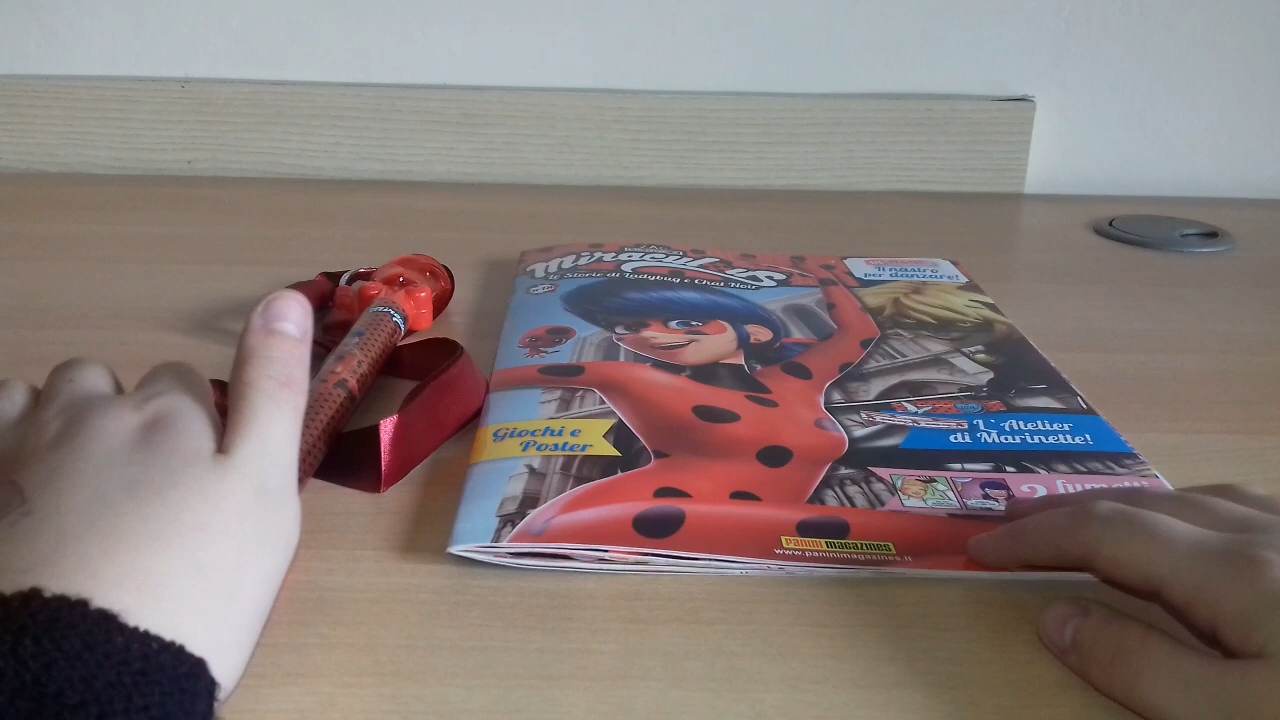 Miraculous
Le Storie di Ladybug e Chat Noir
Il nastro
per danzare!
Giochi e
Poster
L'Atelier
di Marinette!
2 fumetti
PANINI magazines
www.paninimagazines.it